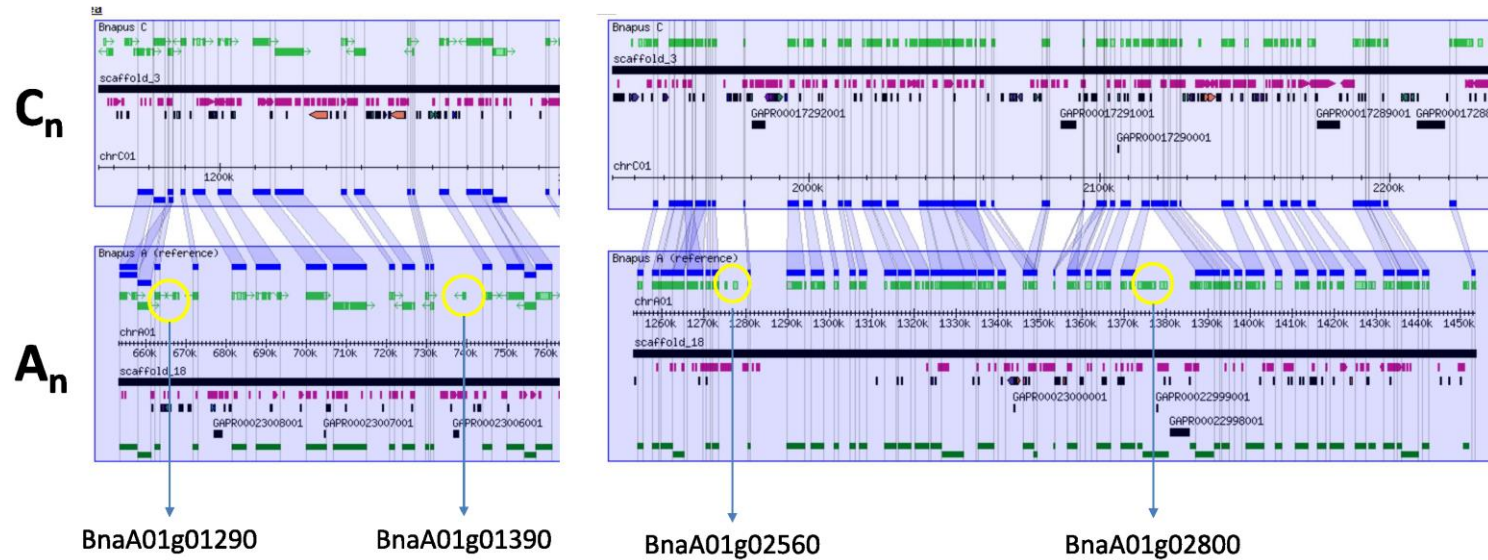 Bnapus C
scaffold_3
chrC01
1200k
Cn
Bnapus A (reference)
chrA01
660k 670k 680k 690k 700k 710k 720k 730k 740k 750k 760k
scaffold_18
GAPR00023008001 GAPR00023007001 GAPR00023006001
An
BnaA01g01290 BnaA01g01390
Bnapus C
scaffold_3
GAPR00017292001 GAPR00017291001 GAPR00017289001 GAPR0001728
GAPR00017290001
chrC01
2000k 2100k 2200k
Bnapus A (reference)
chrA01
1260k 1270k 1280k 1290k 1300k 1310k 1320k 1330k 1340k 1350k 1360k 1370k 1380k 1390k 1400k 1410k 1420k 1430k 1440k 1450k
scaffold_18
GAPR00023000001 GAPR00022999001
GAPR00022998001
BnaA01g02560 BnaA01g02800